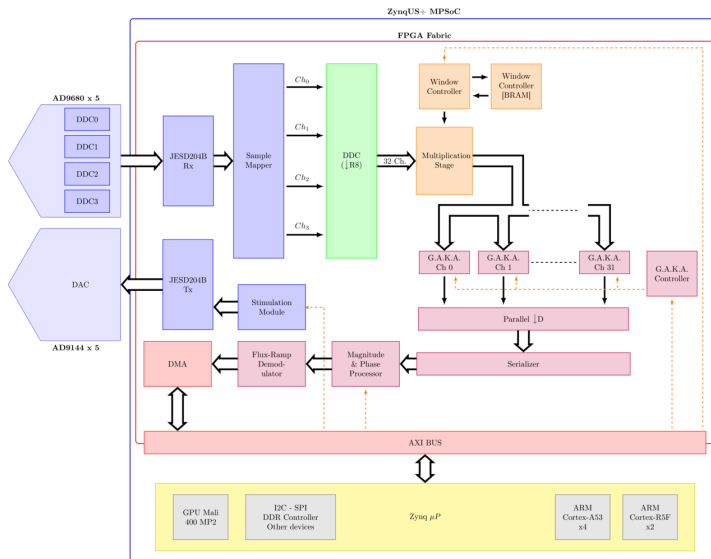 ZynqUS+ MPSoC
FPGA Fabric
AD9680 x 5
DDC0
DDC1
DDC2
DDC3
JESD204B
Rx
Sample
Mapper
Ch0
Ch1
Ch2
Ch3
DDC
(↓R8)
32 Ch.
Window
Controller
Window
Controller
[BRAM]
Multiplication
Stage
G.A.K.A.
Ch 0
G.A.K.A.
Ch 1
G.A.K.A.
Ch 31
G.A.K.A.
Controller
DAC
AD9144 x 5
JESD204B
Tx
Stimulation
Module
Parallel ↓D
Serializer
Magnitude
& Phase
Processor
Flux-Ramp
Demod-
ulator
DMA
AXI BUS
Zynq μP
GPU Mali
400 MP2
I2C - SPI
DDR Controller
Other devices
ARM
Cortex-A53
x4
ARM
Cortex-R5F
x2